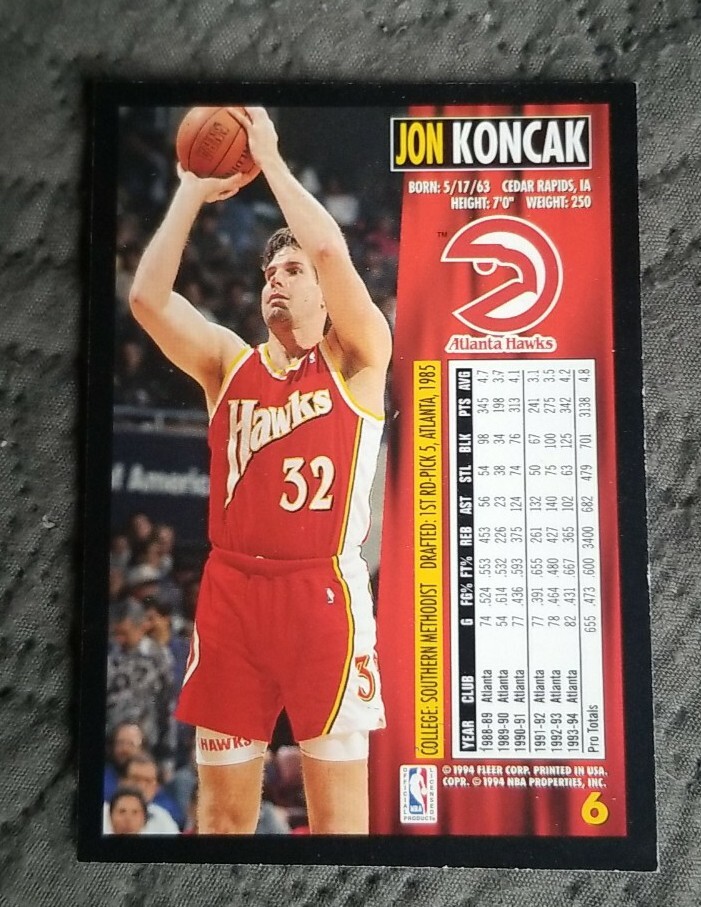 JON KONCAK
BORN: 5/17/63 CEDAR RAPIDS, IA
HEIGHT: 7'0" WEIGHT: 250
TM
Atlanta Hawks
COLLEGE: SOUTHERN METHODIST DRAFTED: 1ST RD-PICK 5, ATLANTA, 1985
YEAR CLUB G FG% FT% REB AST STL BLK PTS AVG
1988-89 Atlanta 74 .524 .553 453 56 54 98 345 4.7
1989-90 Atlanta 54 .614 .532 226 23 38 34 198 3.7
1990-91 Atlanta 77 .436 .593 375 124 74 76 313 4.1
1991-92 Atlanta 77 .391 .655 261 132 50 67 241 3.1
1992-93 Atlanta 78 .464 .480 427 140 75 100 275 3.5
1993-94 Atlanta 82 .431 .667 365 102 63 125 342 4.2
Pro Totals 655 .473 .600 3400 682 479 701 3138 4.8
Hawks
32
3
HAWKS
f America
OFFICIAL LICENSED
NBA
PRODUCTS
© 1994 FLEER CORP. PRINTED IN USA.
COPR. © 1994 NBA PROPERTIES, INC.
6